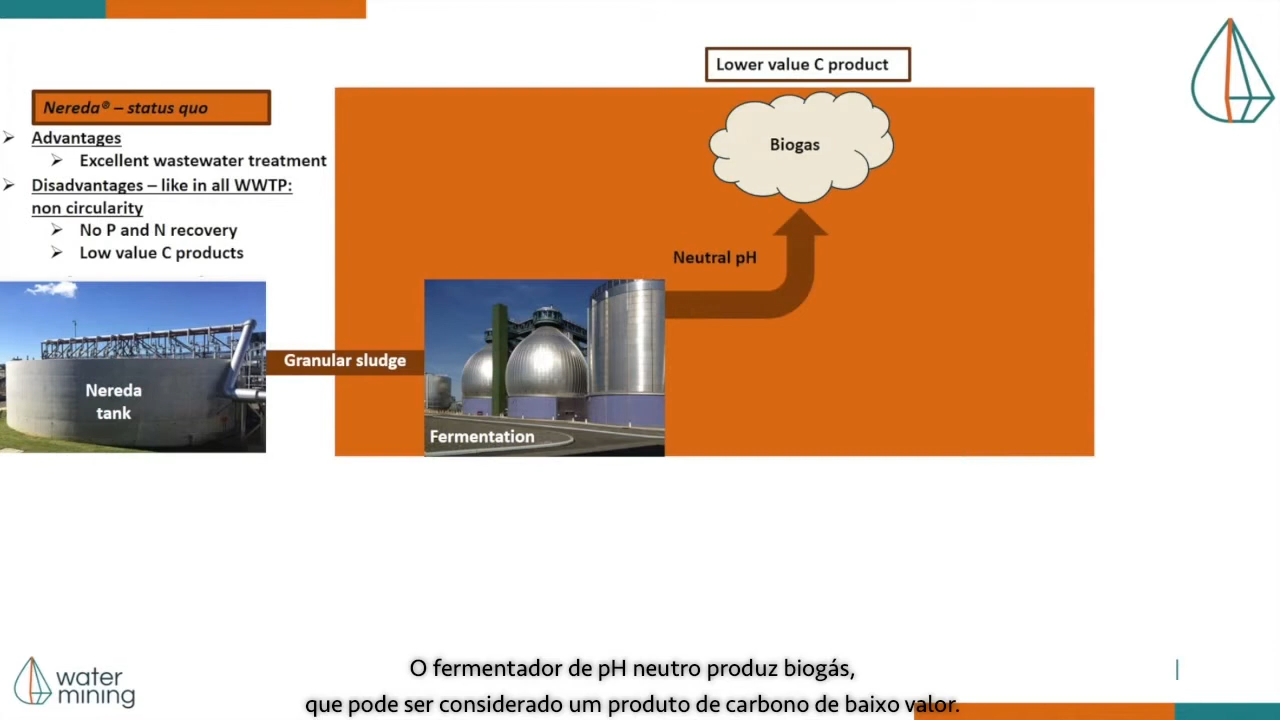 Lower value C product
Nereda® – status quo
Advantages
Excellent wastewater treatment
Disadvantages – like in all WWTP:
non circularity
No P and N recovery
Low value C products
Biogas
Neutral pH
Granular sludge
Nereda
tank
Fermentation
water
mining
O fermentador de pH neutro produz biogás,
que pode ser considerado um produto de carbono de baixo valor.